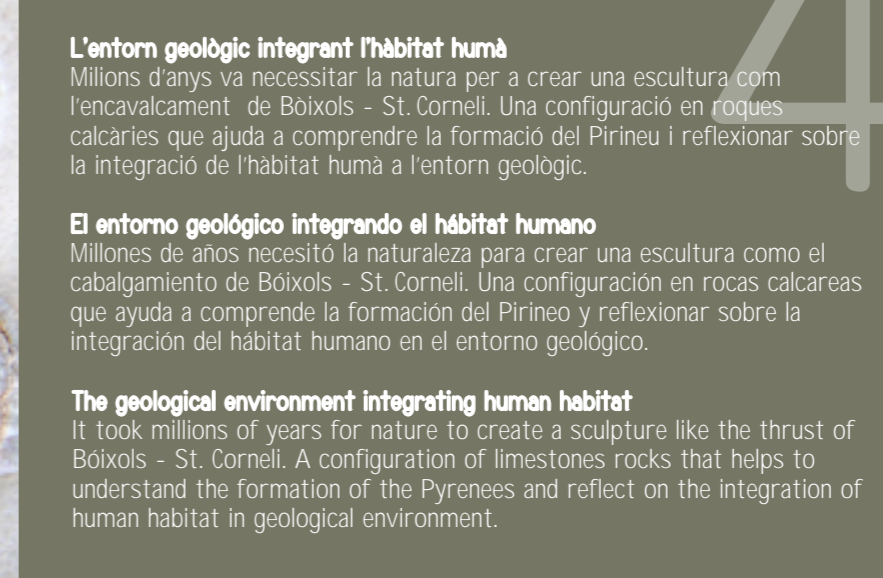 4
L'entorn geològic integrant l'hàbitat humà
Milions d'anys va necessitar la natura per a crear una escultura com
l'encavalcament de Bòixols - St. Corneli. Una configuració en roques
calcàries que ajuda a comprendre la formació del Pirineu i reflexionar sobre
la integració de l'hàbitat humà a l'entorn geològic.
El entorno geológico integrando el hábitat humano
Millones de años necesitó la naturaleza para crear una escultura como el
cabalgamiento de Bóixols - St. Corneli. Una configuración en rocas calcareas
que ayuda a comprende la formación del Pirineo y reflexionar sobre la
integración del hábitat humano en el entorno geológico.
The geological environment integrating human habitat
It took millions of years for nature to create a sculpture like the thrust of
Bóixols - St. Corneli. A configuration of limestones rocks that helps to
understand the formation of the Pyrenees and reflect on the integration of
human habitat in geological environment.